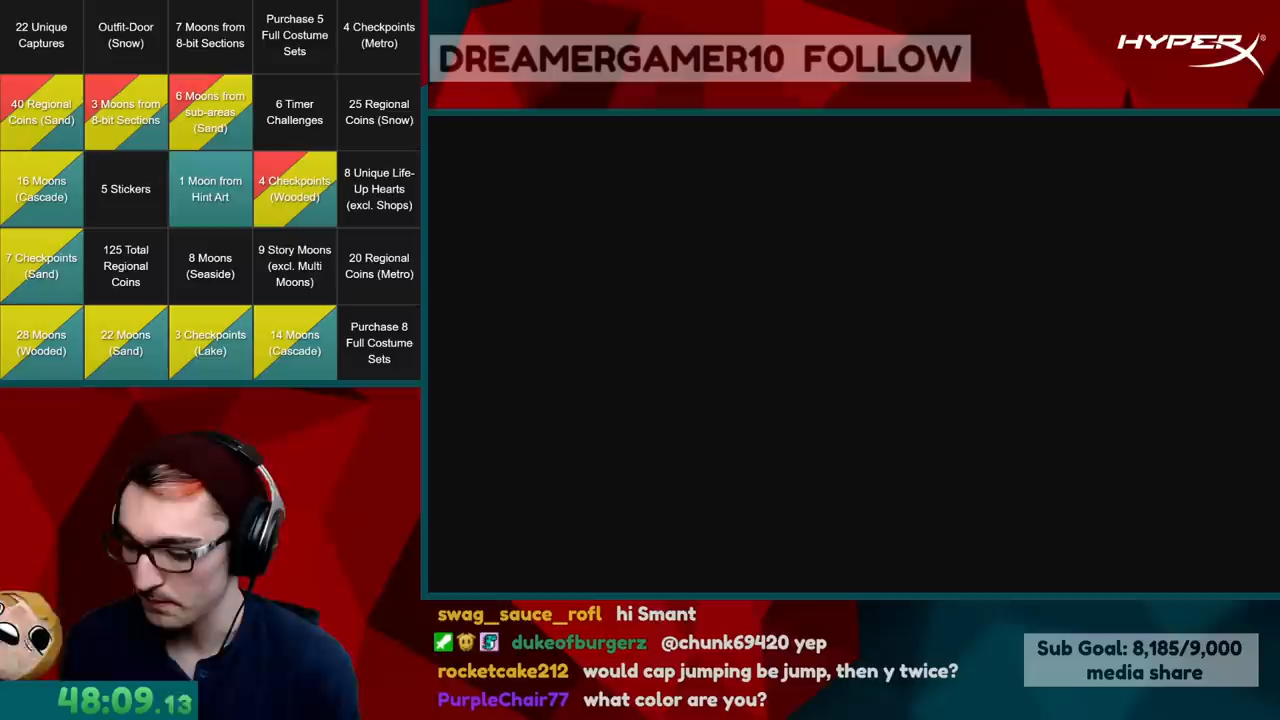 22 Unique Captures
Outfit-Door (Snow)
7 Moons from 8-bit Sections
Purchase 5 Full Costume Sets
4 Checkpoints (Metro)
40 Regional Coins (Sand)
3 Moons from 8-bit Sections
6 Moons from sub-areas (Sand)
6 Timer Challenges
25 Regional Coins (Snow)
16 Moons (Cascade)
5 Stickers
1 Moon from Hint Art
4 Checkpoints (Wooded)
8 Unique Life-Up Hearts (excl. Shops)
7 Checkpoints (Sand)
125 Total Regional Coins
8 Moons (Seaside)
9 Story Moons (excl. Multi Moons)
20 Regional Coins (Metro)
28 Moons (Wooded)
22 Moons (Sand)
3 Checkpoints (Lake)
14 Moons (Cascade)
Purchase 8 Full Costume Sets
DREAMERGAMER10 FOLLOW
HYPERX
swag_sauce_rofl hi Smant
dukeofburgerz @chunk69420 yep
rocketcake212 would cap jumping be jump, then y twice?
PurpleChair77 what color are you?
Sub Goal: 8,185/9,000
media share
48:09.13